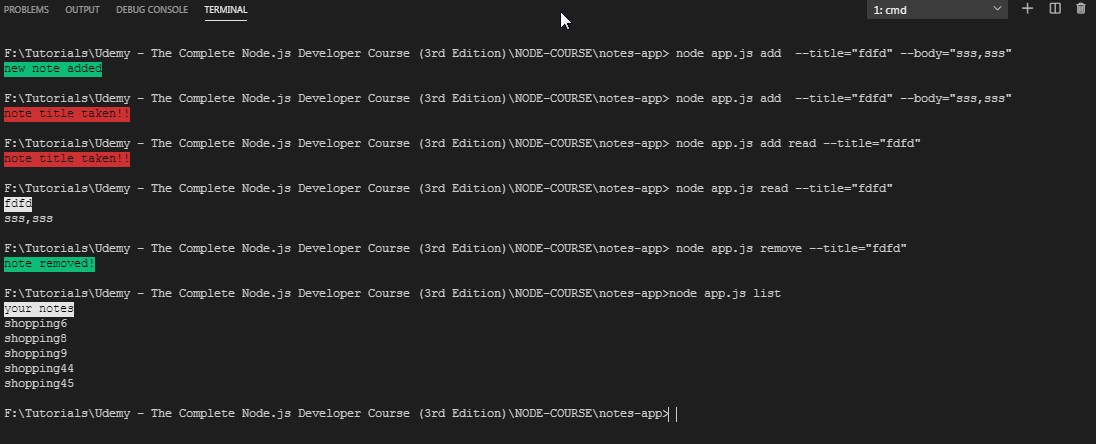 PROBLEMS OUTPUT DEBUG CONSOLE TERMINAL 1: cmd
F:\Tutorials\Udemy - The Complete Node.js Developer Course (3rd Edition)\NODE-COURSE\notes-app> node app.js add  --title="fdfd" --body="sss,sss"
new note added
F:\Tutorials\Udemy - The Complete Node.js Developer Course (3rd Edition)\NODE-COURSE\notes-app> node app.js add  --title="fdfd" --body="sss,sss"
note title taken!!
F:\Tutorials\Udemy - The Complete Node.js Developer Course (3rd Edition)\NODE-COURSE\notes-app> node app.js add read --title="fdfd"
note title taken!!
F:\Tutorials\Udemy - The Complete Node.js Developer Course (3rd Edition)\NODE-COURSE\notes-app> node app.js read --title="fdfd"
fdfd
sss,sss
F:\Tutorials\Udemy - The Complete Node.js Developer Course (3rd Edition)\NODE-COURSE\notes-app> node app.js remove --title="fdfd"
note removed!
F:\Tutorials\Udemy - The Complete Node.js Developer Course (3rd Edition)\NODE-COURSE\notes-app>node app.js list
your notes
shopping6
shopping8
shopping9
shopping44
shopping45
F:\Tutorials\Udemy - The Complete Node.js Developer Course (3rd Edition)\NODE-COURSE\notes-app>